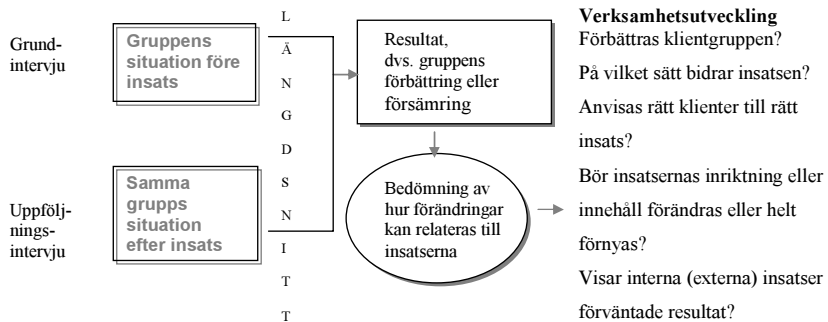 Grund-
intervju
Gruppens
situation före
insats
Uppfölj-
nings-
intervju
Samma
grupps
situation
efter insats
L
Ä
N
G
D
S
N
I
T
T
Resultat,
dvs. gruppens
förbättring eller
försämring
Bedömning av
hur förändringar
kan relateras till
insatserna
Verksamhetsutveckling
Förbättras klientgruppen?
På vilket sätt bidrar insatsen?
Anvisas rätt klienter till rätt
insats?
Bör insatsernas inriktning eller
innehåll förändras eller helt
förnyas?
Visar interna (externa) insatser
förväntade resultat?